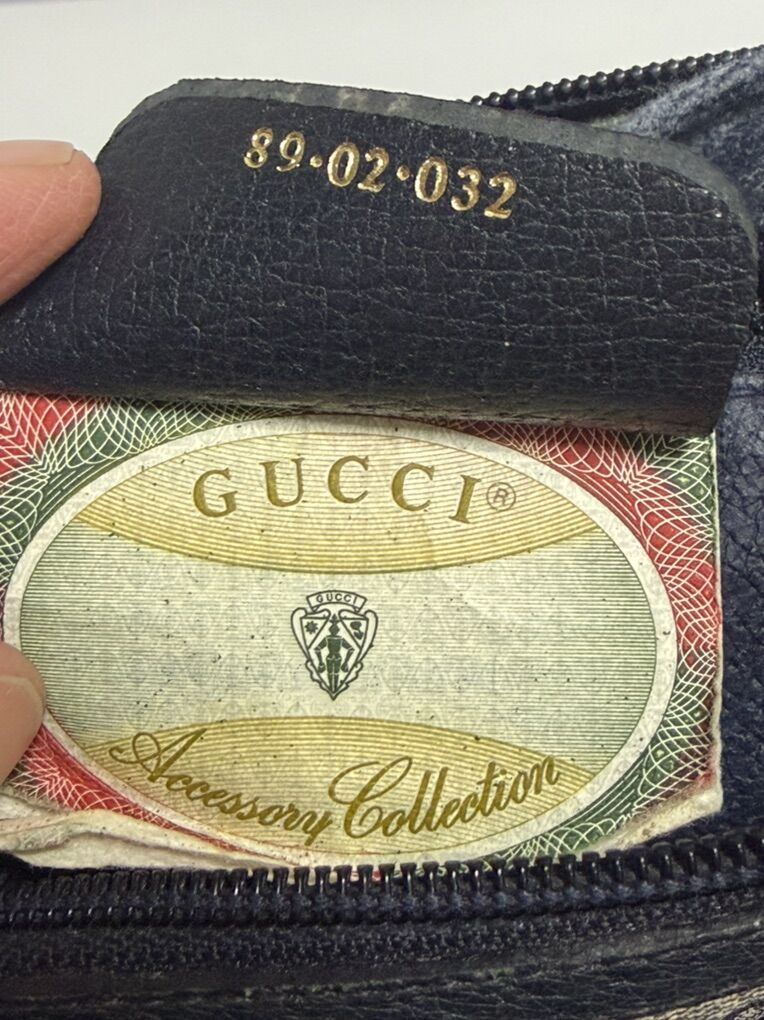 89·02·032
GUCCI®
GUCCI
Accessory Collection